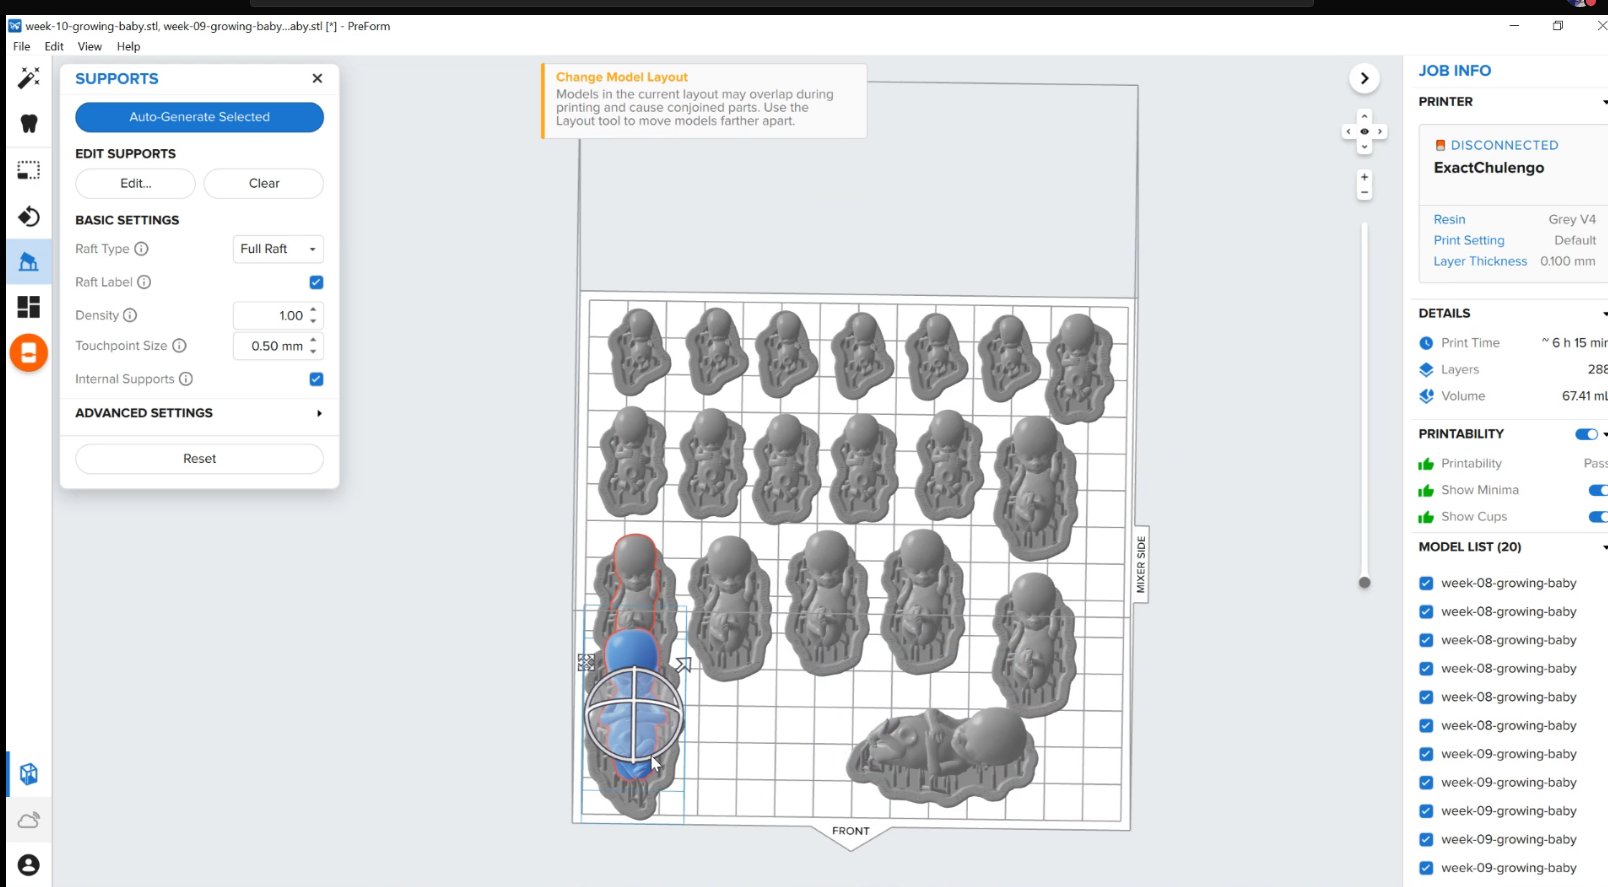 week-10-growing-baby.stl, week-09-growing-baby...aby.stl [*] - PreForm
File Edit View Help
SUPPORTS
Auto-Generate Selected
EDIT SUPPORTS
Edit... Clear
BASIC SETTINGS
Raft Type Full Raft
Raft Label
Density 1.00
Touchpoint Size 0.50 mm
Internal Supports
ADVANCED SETTINGS
Reset
Change Model Layout
Models in the current layout may overlap during
printing and cause conjoined parts. Use the
Layout tool to move models farther apart.
MIXER SIDE
FRONT
JOB INFO
PRINTER
DISCONNECTED
ExactChulengo
Resin Grey V4
Print Setting Default
Layer Thickness 0.100 mm
DETAILS
Print Time ~ 6 h 15 min
Layers 288
Volume 67.41 mL
PRINTABILITY
Printability Pass
Show Minima
Show Cups
MODEL LIST (20)
week-08-growing-baby
week-08-growing-baby
week-08-growing-baby
week-08-growing-baby
week-08-growing-baby
week-08-growing-baby
week-09-growing-baby
week-09-growing-baby
week-09-growing-baby
week-09-growing-baby
week-09-growing-baby